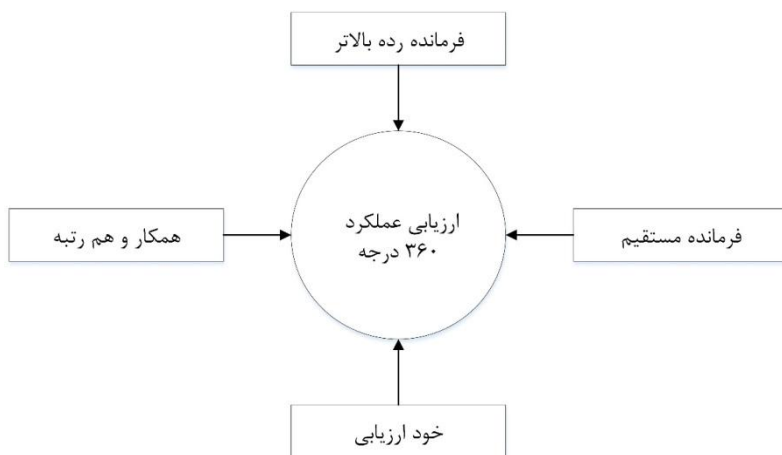 فرمانده رده بالاتر
ارزیابی عملکرد
۳۶۰ درجه
فرمانده مستقیم
همکار و هم رتبه
خود ارزیابی